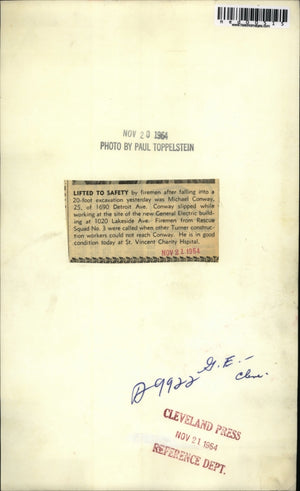 NOV 20 1964
PHOTO BY PAUL TOPPELSTEIN
LIFTED TO SAFETY by firemen after falling into a
20-foot excavation yesterday was Michael Conway,
25, of 1690 Detroit Ave. Conway slipped while
working at the site of the new General Electric build-
ing at 1020 Lakeside Ave. Firemen from Rescue
Squad No. 3 were called when other Turner construc-
tion workers could not reach Conway. He is in good
condition today at St. Vincent Charity Hspital.
NOV 21 1964
G.E.-
Cleve.
D9922
CLEVELAND PRESS
NOV 21 1964
REFERENCE DEPT.